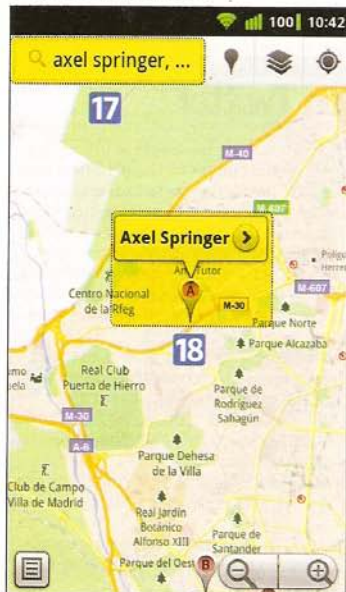 100 10:42
axel springer, ...
17
M-40
M-607
Axel Springer
Tutor
Centro Nacional
de la Rfeg
A
M-30
M-607
Parque Norte
18
Parque Alcazaba
Real Club
Puerta de Hierro
Parque de
Rodríguez
Sahagún
M-30
A-6
Parque Dehesa
de la Villa
Club de Campo
Villa de Madrid
Real Jardín
Botánico
Alfonso XIII
Parque de
Santander
Parque del Oest
B